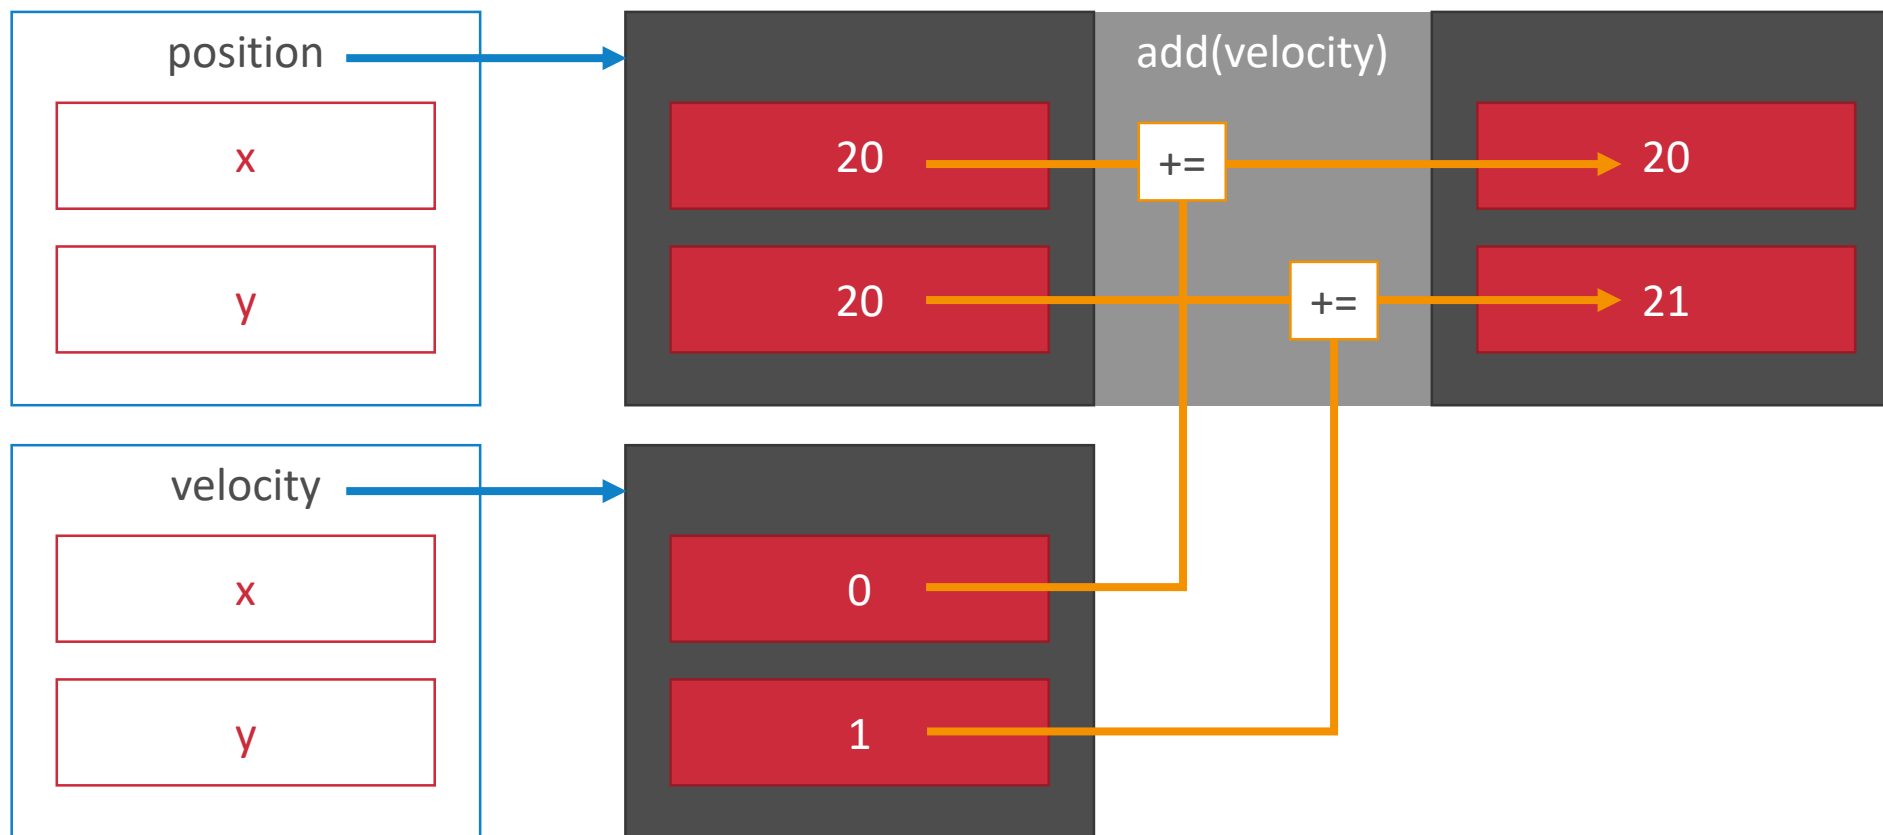 position
add(velocity)
x
20
+=
20
y
20
+=
21
velocity
x
0
y
1